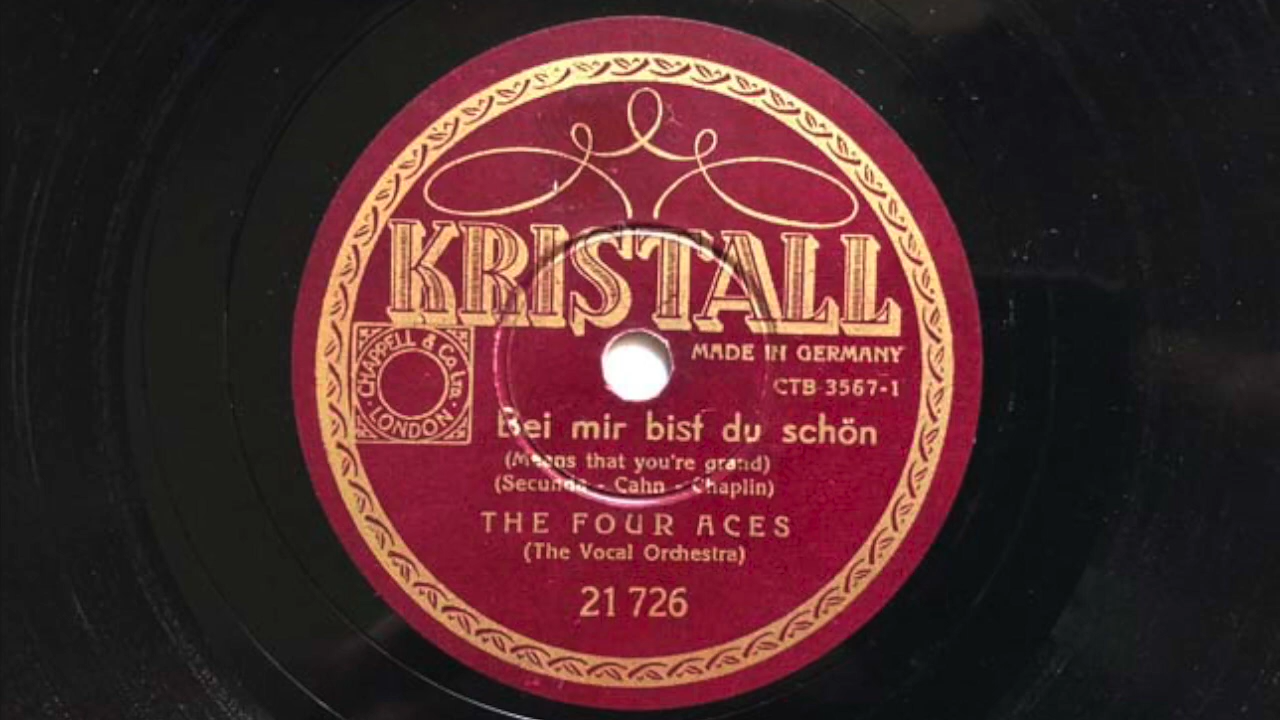 KRISTALL
MADE IN GERMANY
CHAPPELL & Co. Ltd.
· LONDON ·
CTB 3567-1
Bei mir bist du schön
(Means that you're grand)
(Secunda - Cahn - Chaplin)
THE FOUR ACES
(The Vocal Orchestra)
21 726